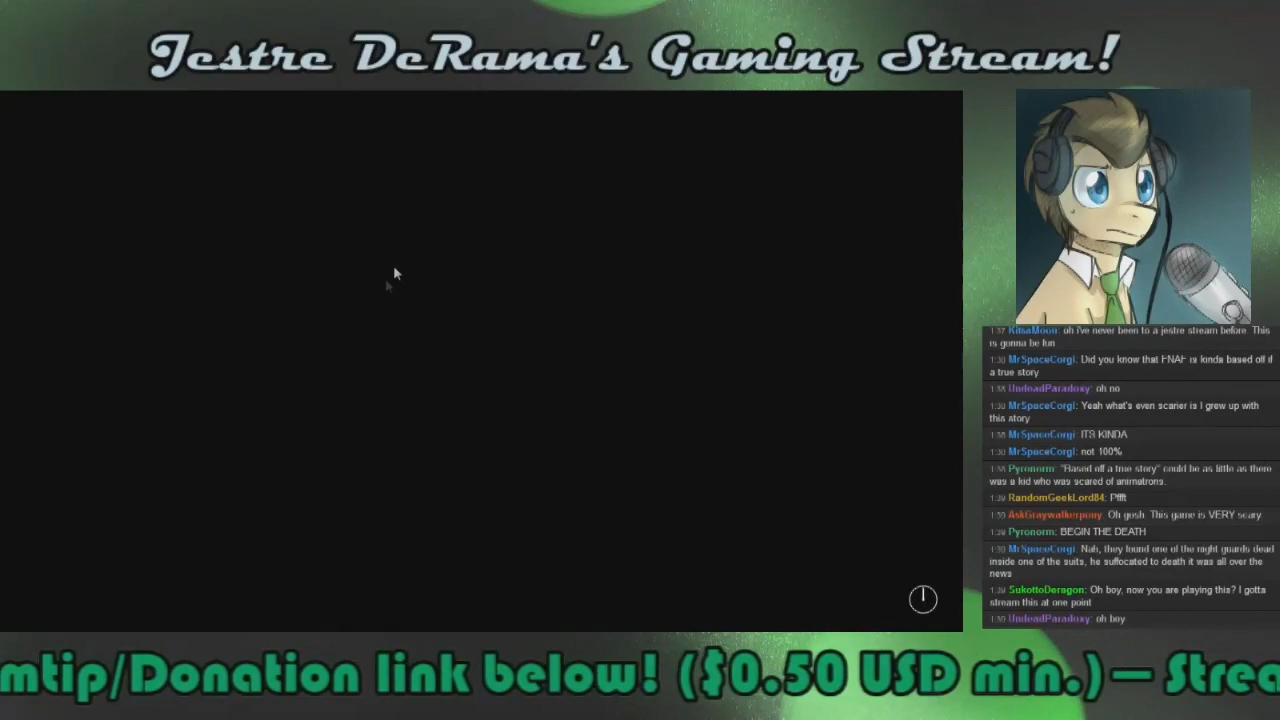 Jestre DeRama's Gaming Stream!
1:37 KitsaMoon: oh i've never been to a jestre stream before. This
is gonna be fun
1:38 MrSpaceCorgi: Did you know that FNAF is kinda based off if
a true story
1:38 UndeadParadoxy: oh no
1:38 MrSpaceCorgi: Yeah what's even scarier is I grew up with
this story
1:38 MrSpaceCorgi: ITS KINDA
1:38 MrSpaceCorgi: not 100%
1:38 Pyronorm: "Based off a true story" could be as little as there
was a kid who was scared of animatrons.
1:39 RandomGeekLord84: Pffft
1:39 AskGraywalkerpony: Oh gosh. This game is VERY scary.
1:39 Pyronorm: BEGIN THE DEATH
1:39 MrSpaceCorgi: Nah, they found one of the night guards dead
inside one of the suits, he suffocated to death it was all over the
news
1:39 SukottoDeragon: Oh boy, now you are playing this? I gotta
stream this at one point
1:39 UndeadParadoxy: oh boy
mtip/Donation link below! ($0.50 USD min.) — Strea